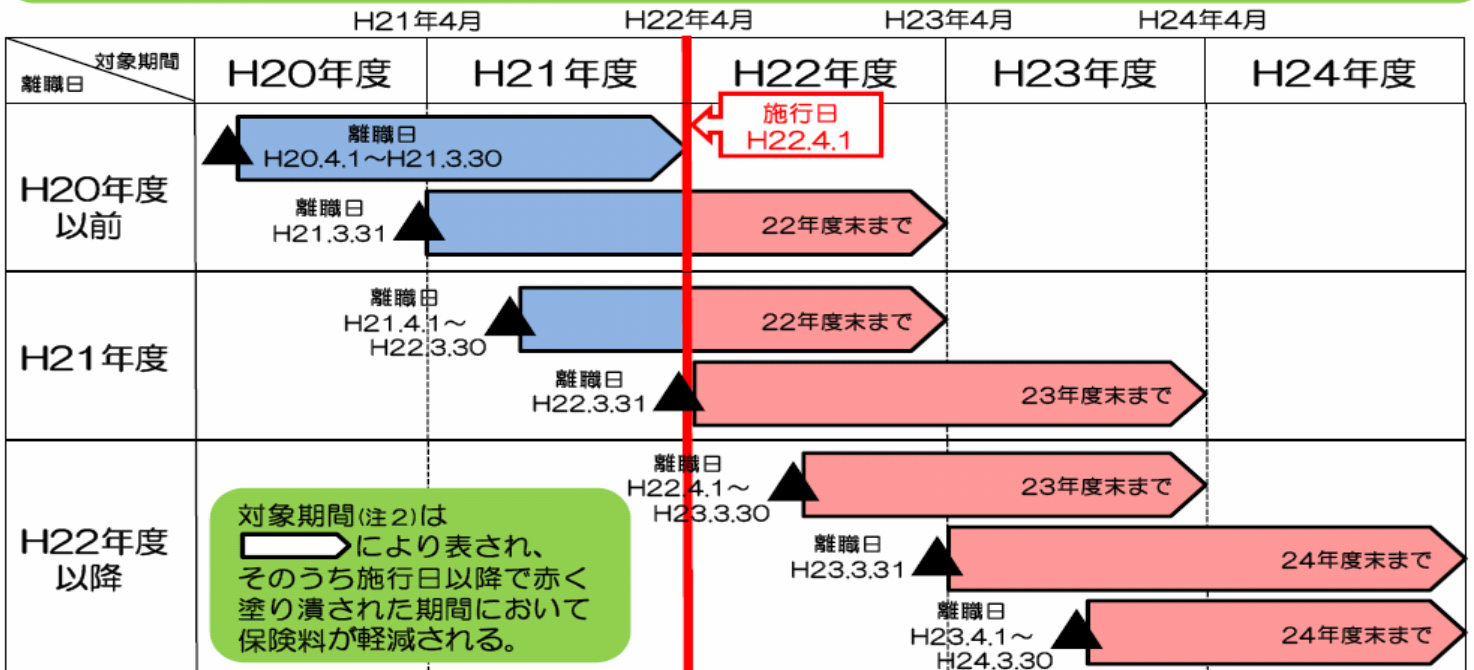 H21年4月
H22年4月
H23年4月
H24年4月
対象期間
離職日
H20年度
H21年度
H22年度
H23年度
H24年度
施行日
H22.4.1
H20年度
以前
離職日
H20.4.1～H21.3.30
離職日
H21.3.31
22年度末まで
H21年度
離職日
H21.4.1～
H22.3.30
22年度末まで
離職日
H22.3.31
23年度末まで
H22年度
以降
離職日
H22.4.1～
H23.3.30
23年度末まで
離職日
H23.3.31
24年度末まで
離職日
H23.4.1～
H24.3.30
24年度末まで
対象期間(注2)は
により表され、
そのうち施行日以降で赤く
塗り潰された期間において
保険料が軽減される。